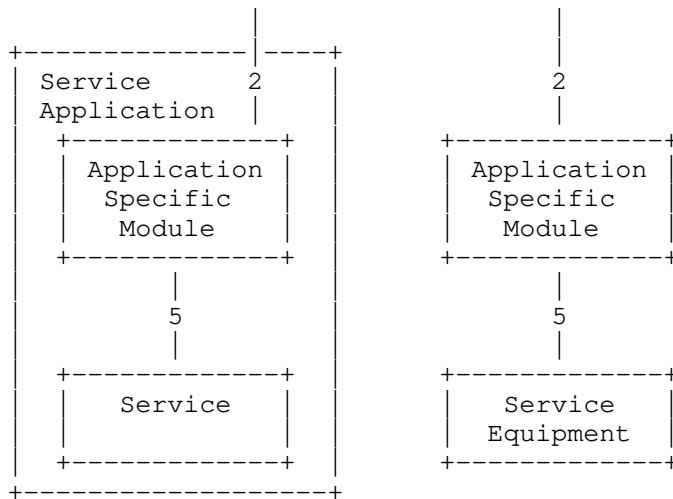 2 2
Service
Application
Application Application
Specific Specific
Module Module
5 5
Service Service
Equipment